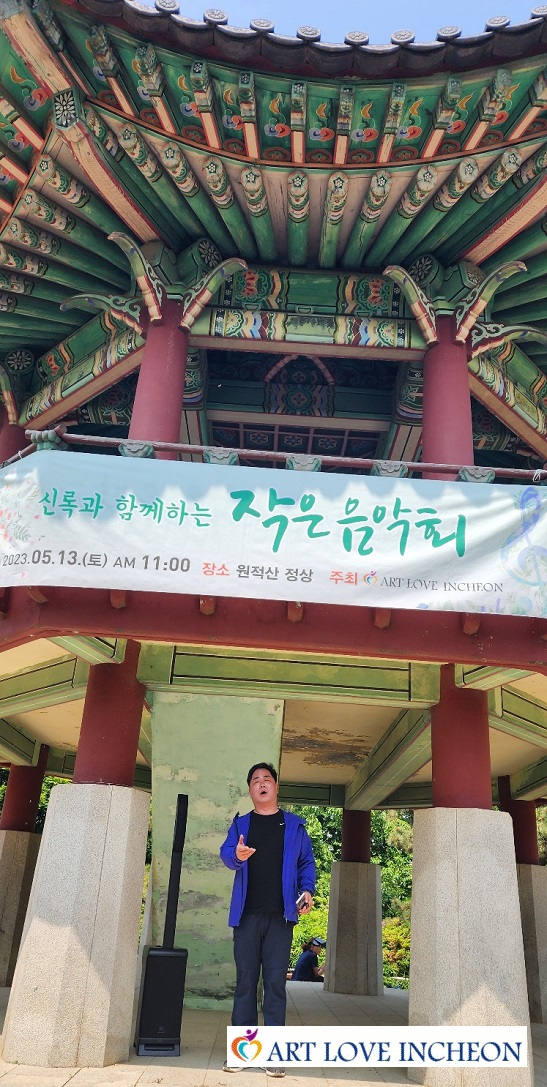 신록과 함께하는 작은 음악회
2023.05.13.(토) AM 11:00 장소 원적산 정상 주최 ART LOVE INCHEON
ART LOVE INCHEON